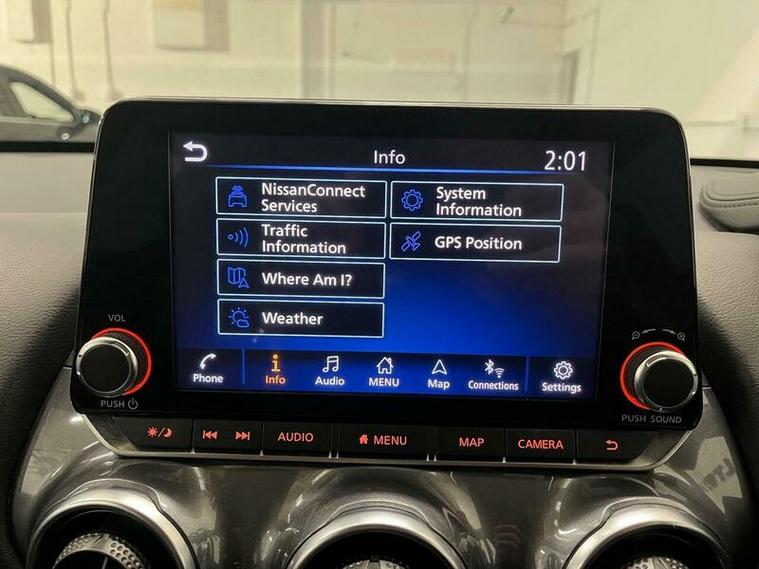 Info
2:01
NissanConnect
Services
System
Information
Traffic
Information
GPS Position
Where Am I?
Weather
VOL
PUSH
Phone
Info
Audio
MENU
Map
Connections
Settings
PUSH SOUND
AUDIO
MENU
MAP
CAMERA